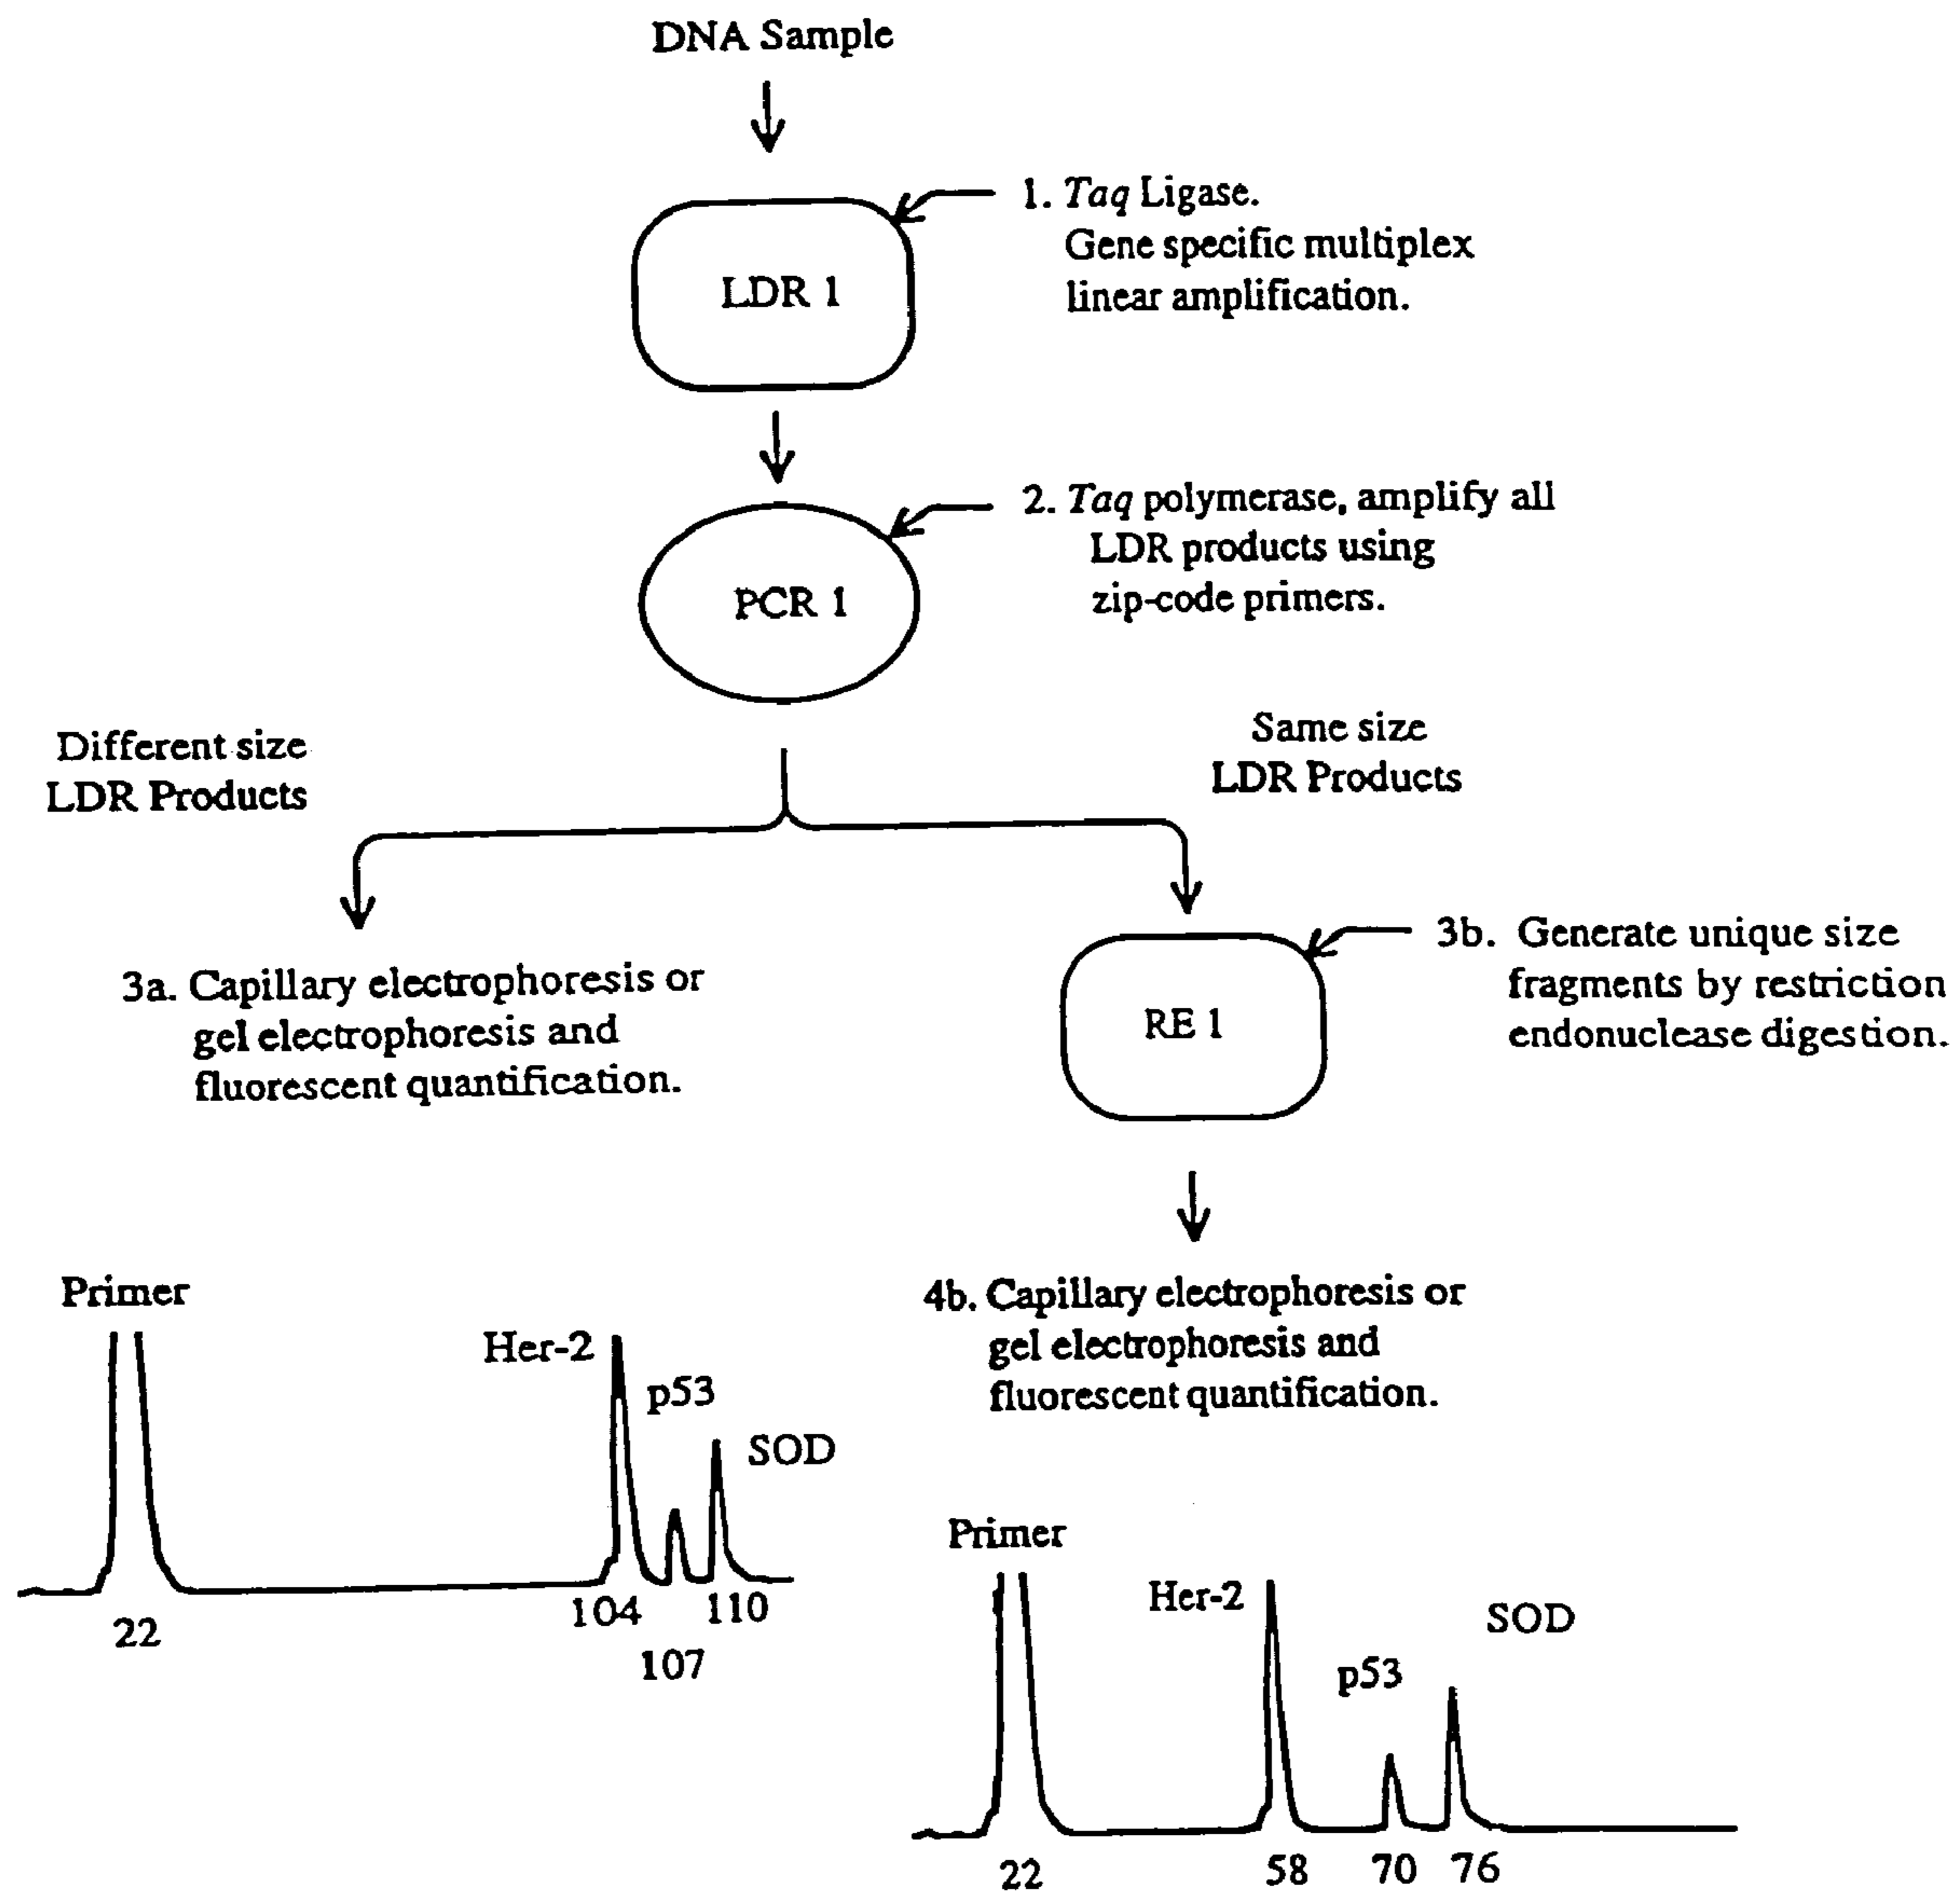 DNA Sample
1. Taq Ligase.
Gene specific multiplex
linear amplification.
LDR 1
2. Taq polymerase, amplify all
LDR products using
zip-code primers.
PCR 1
Different size
LDR Products
Same size
LDR Products
3a. Capillary electrophoresis or
gel electrophoresis and
fluorescent quantification.
3b. Generate unique size
fragments by restriction
endonuclease digestion.
RE 1
4b. Capillary electrophoresis or
gel electrophoresis and
fluorescent quantification.
Primer
Her-2
p53
SOD
22
104
107
110
Primer
Her-2
p53
SOD
22
58
70
76